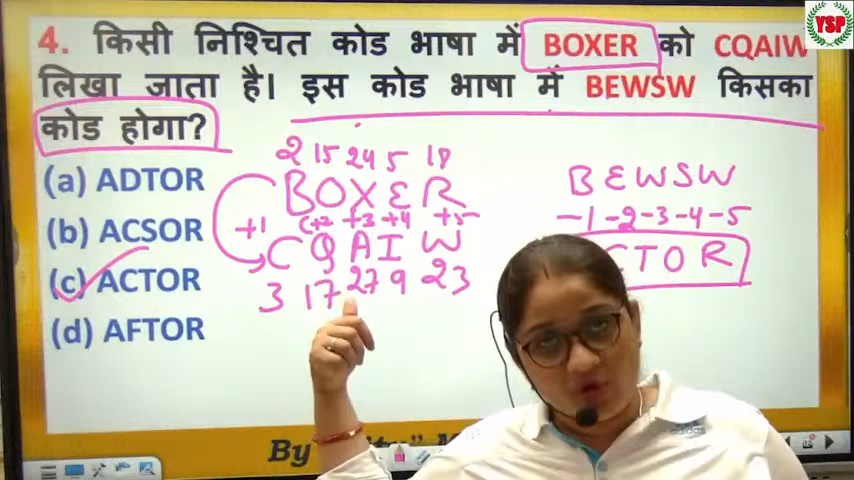 4. किसी निश्चित कोड भाषा में BOXER को CQAIW
लिखा जाता है। इस कोड भाषा में BEWSW किसका
कोड होगा?
(a) ADTOR
(b) ACSOR
(c) ACTOR
(d) AFTOR
2 15 24 5 18
BOXER
+1 +2 +3 +4 +5
CQAIW
3 17 27 9 23
BEWSW
-1 -2 -3 -4 -5
CTOR
By
YSP
adidas